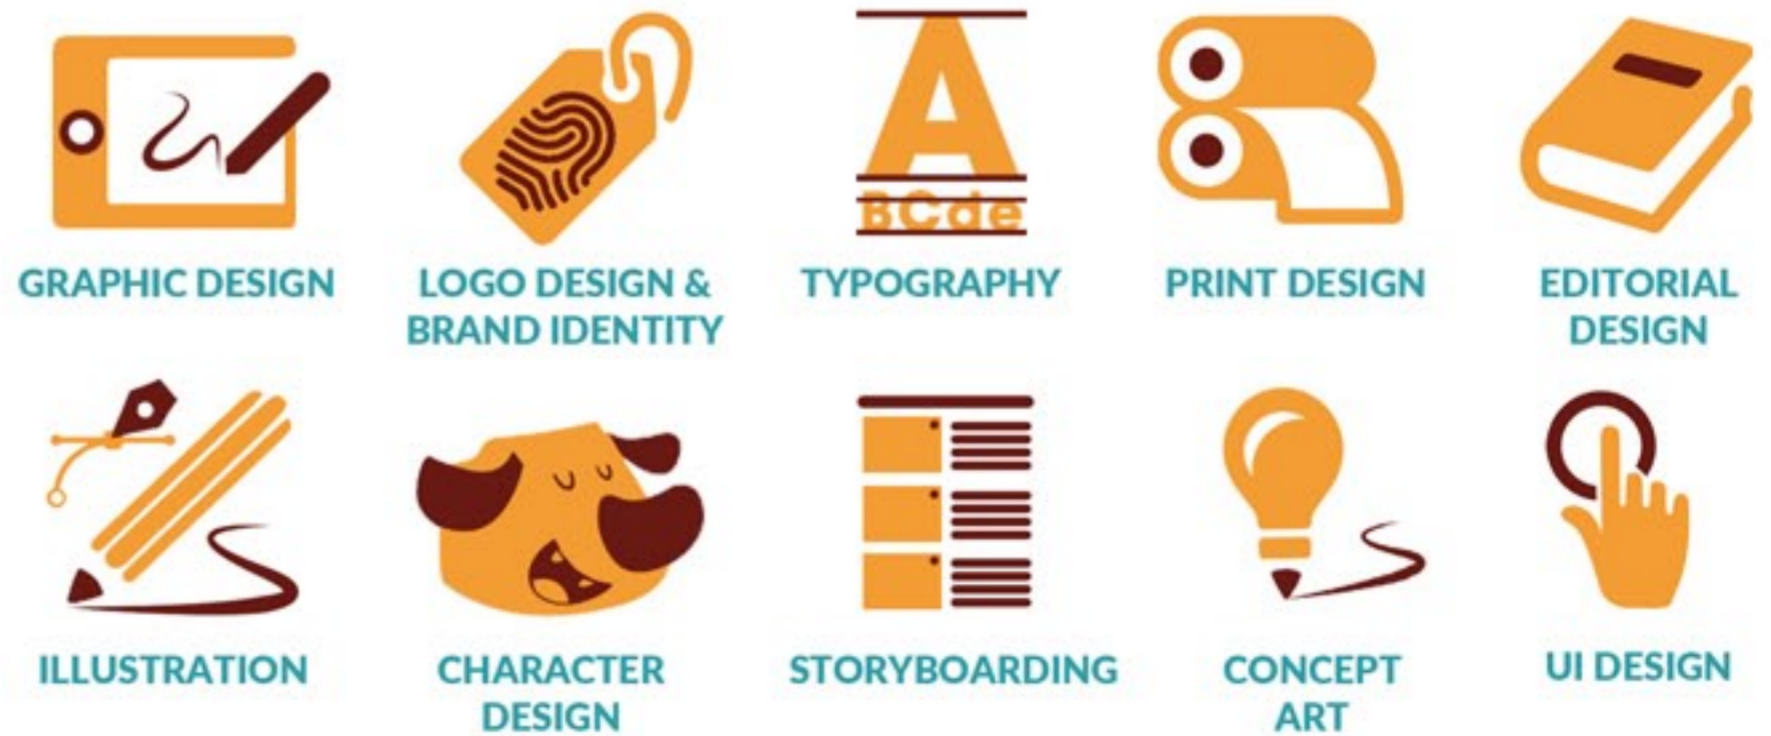 A
BCde
GRAPHIC DESIGN
LOGO DESIGN &
BRAND IDENTITY
TYPOGRAPHY
PRINT DESIGN
EDITORIAL
DESIGN
ILLUSTRATION
CHARACTER
DESIGN
STORYBOARDING
CONCEPT
ART
UI DESIGN